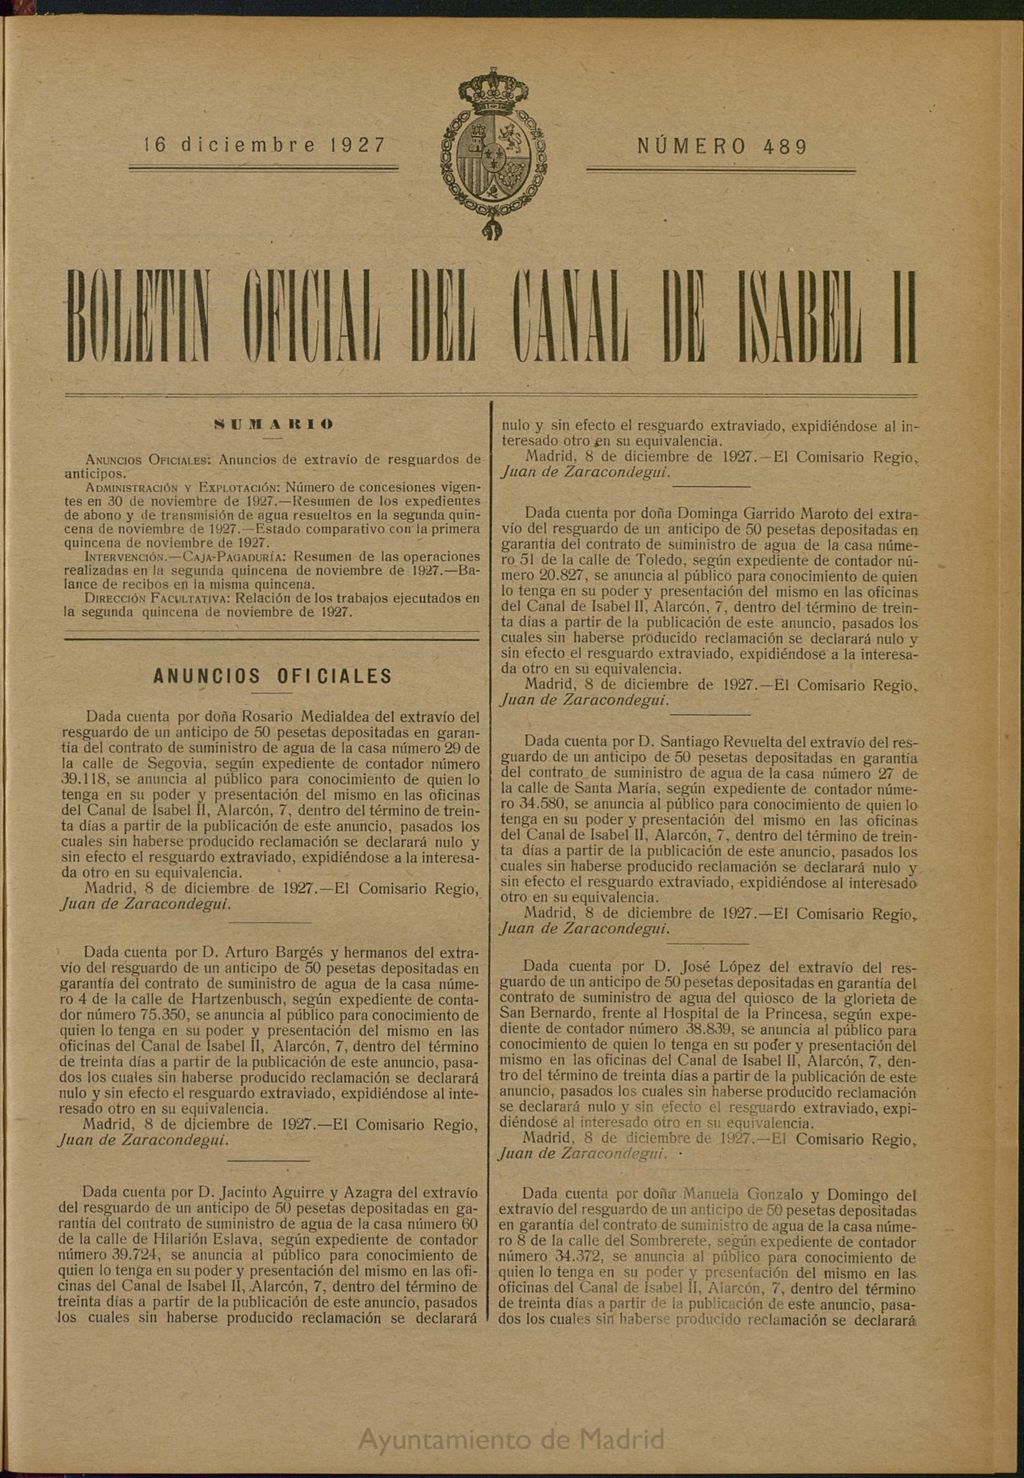 16 diciembre 1927
NÚMERO 489
BOLETIN OFICIAL DEL CANAL DE ISABEL II
SUMARIO
ANUNCIOS OFICIALES: Anuncios de extravío de resguardos de
anticipos.
ADMINISTRACIÓN Y EXPLOTACIÓN: Número de concesiones vigen-
tes en 30 de noviembre de 1927.—Resumen de los expedientes
de abono y de transmisión de agua resueltos en la segunda quin-
cena de noviembre de 1927.—Estado comparativo con la primera
quincena de noviembre de 1927.
INTERVENCIÓN.—CAJA-PAGADURÍA: Resumen de las operaciones
realizadas en la segunda quincena de noviembre de 1927.—Ba-
lance de recibos en la misma quincena.
DIRECCIÓN FACULTATIVA: Relación de los trabajos ejecutados en
la segunda quincena de noviembre de 1927.
ANUNCIOS OFICIALES
Dada cuenta por doña Rosario Medialdea del extravío del
resguardo de un anticipo de 50 pesetas depositadas en garan-
tía del contrato de suministro de agua de la casa número 29 de
la calle de Segovia, según expediente de contador número
39.118, se anuncia al público para conocimiento de quien lo
tenga en su poder y presentación del mismo en las oficinas
del Canal de Isabel II, Alarcón, 7, dentro del término de trein-
ta días a partir de la publicación de este anuncio, pasados los
cuales sin haberse producido reclamación se declarará nulo y
sin efecto el resguardo extraviado, expidiéndose a la interesa-
da otro en su equivalencia.
Madrid, 8 de diciembre de 1927.—El Comisario Regio,
Juan de Zaracondegui.
Dada cuenta por D. Arturo Bargés y hermanos del extra-
vío del resguardo de un anticipo de 50 pesetas depositadas en
garantía del contrato de suministro de agua de la casa núme-
ro 4 de la calle de Hartzenbusch, según expediente de conta-
dor número 75.350, se anuncia al público para conocimiento de
quien lo tenga en su poder y presentación del mismo en las
oficinas del Canal de Isabel II, Alarcón, 7, dentro del término
de treinta días a partir de la publicación de este anuncio, pasa-
dos los cuales sin haberse producido reclamación se declarará
nulo y sin efecto el resguardo extraviado, expidiéndose al inte-
resado otro en su equivalencia.
Madrid, 8 de diciembre de 1927.—El Comisario Regio,
Juan de Zaracondegui.
Dada cuenta por D. Jacinto Aguirre y Azagra del extravío
del resguardo de un anticipo de 50 pesetas depositadas en ga-
rantía del contrato de suministro de agua de la casa número 60
de la calle de Hilarión Eslava, según expediente de contador
número 39.724, se anuncia al público para conocimiento de
quien lo tenga en su poder y presentación del mismo en las ofi-
cinas del Canal de Isabel II, Alarcón, 7, dentro del término de
treinta días a partir de la publicación de este anuncio, pasados
los cuales sin haberse producido reclamación se declarará
nulo y sin efecto el resguardo extraviado, expidiéndose al in-
teresado otro en su equivalencia.
Madrid, 8 de diciembre de 1927.—El Comisario Regio,
Juan de Zaracondegui.
Dada cuenta por doña Dominga Garrido Maroto del extra-
vío del resguardo de un anticipo de 50 pesetas depositadas en
garantía del contrato de suministro de agua de la casa núme-
ro 51 de la calle de Toledo, según expediente de contador nú-
mero 20.827, se anuncia al público para conocimiento de quien
lo tenga en su poder y presentación del mismo en las oficinas
del Canal de Isabel II, Alarcón, 7, dentro del término de trein-
ta días a partir de la publicación de este anuncio, pasados los
cuales sin haberse producido reclamación se declarará nulo y
sin efecto el resguardo extraviado, expidiéndose a la interesa-
da otro en su equivalencia.
Madrid, 8 de diciembre de 1927.—El Comisario Regio,
Juan de Zaracondegui.
Dada cuenta por D. Santiago Revuelta del extravío del res-
guardo de un anticipo de 50 pesetas depositadas en garantía
del contrato de suministro de agua de la casa número 27 de
la calle de Santa María, según expediente de contador núme-
ro 34.580, se anuncia al público para conocimiento de quien lo
tenga en su poder y presentación del mismo en las oficinas
del Canal de Isabel II, Alarcón, 7, dentro del término de trein-
ta días a partir de la publicación de este anuncio, pasados los
cuales sin haberse producido reclamación se declarará nulo y
sin efecto el resguardo extraviado, expidiéndose al interesado
otro en su equivalencia.
Madrid, 8 de diciembre de 1927.—El Comisario Regio,
Juan de Zaracondegui.
Dada cuenta por D. José López del extravío del res-
guardo de un anticipo de 50 pesetas depositadas en garantía del
contrato de suministro de agua del quiosco de la glorieta de
San Bernardo, frente al Hospital de la Princesa, según expe-
diente de contador número 38.839, se anuncia al público para
conocimiento de quien lo tenga en su poder y presentación del
mismo en las oficinas del Canal de Isabel II, Alarcón, 7, den-
tro del término de treinta días a partir de la publicación de este
anuncio, pasados los cuales sin haberse producido reclamación
se declarará nulo y sin efecto el resguardo extraviado, expi-
diéndose al interesado otro en su equivalencia.
Madrid, 8 de diciembre de 1927.—El Comisario Regio,
Juan de Zaracondegui.
Dada cuenta por doña Manuela Gonzalo y Domingo del
extravío del resguardo de un anticipo de 50 pesetas depositadas
en garantía del contrato de suministro de agua de la casa núme-
ro 8 de la calle del Sombrerete, según expediente de contador
número 34.372, se anuncia al público para conocimiento de
quien lo tenga en su poder y presentación del mismo en las
oficinas del Canal de Isabel II, Alarcón, 7, dentro del término
de treinta días a partir de la publicación de este anuncio, pasa-
dos los cuales sin haberse producido reclamación se declarará
Ayuntamiento de Madrid